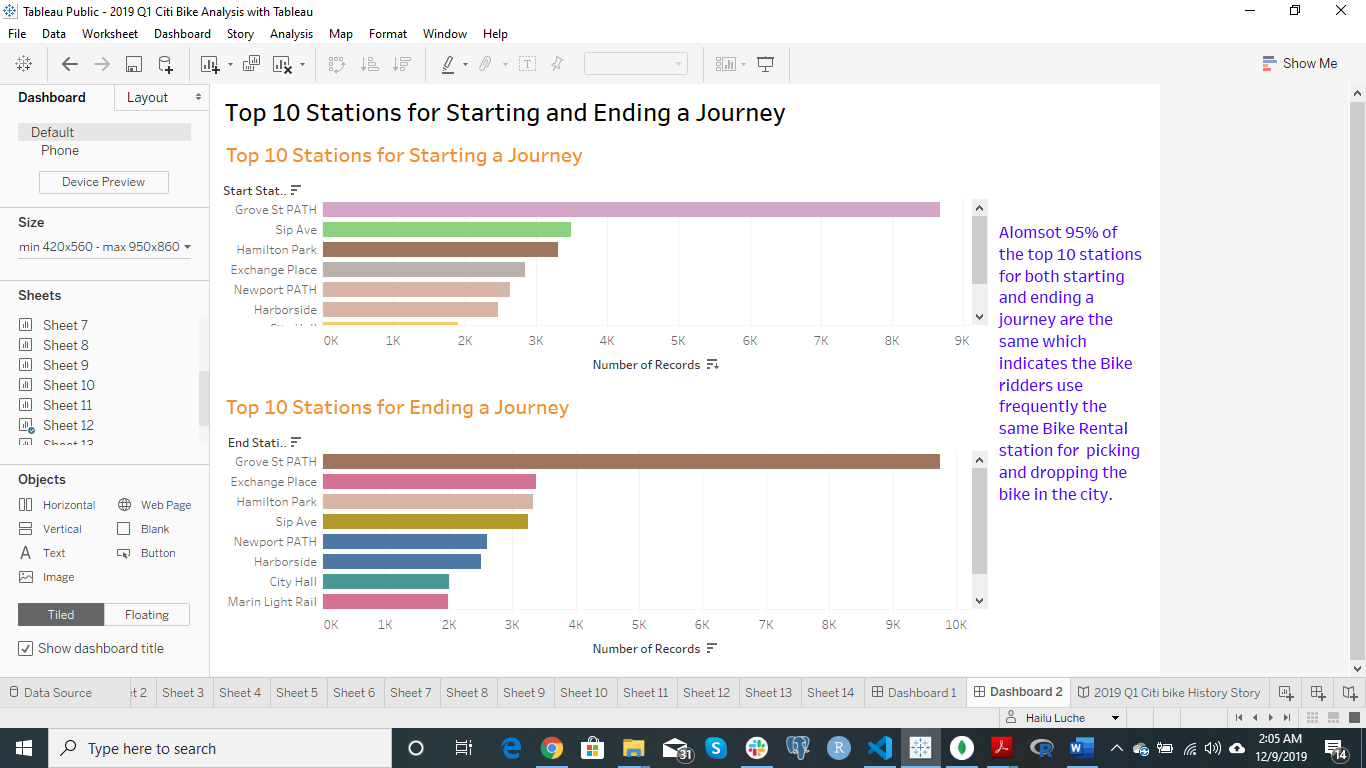 Tableau Public - 2019 Q1 Citi Bike Analysis with Tableau
File Data Worksheet Dashboard Story Analysis Map Format Window Help
Show Me
Dashboard Layout
Default
Phone
Device Preview
Size
min 420x560 - max 950x860
Sheets
Sheet 7
Sheet 8
Sheet 9
Sheet 10
Sheet 11
Sheet 12
Sheet 13
Objects
Horizontal Web Page
Vertical Blank
Text Button
Image
Tiled Floating
Show dashboard title
Top 10 Stations for Starting and Ending a Journey
Top 10 Stations for Starting a Journey
Start Stat..
Grove St PATH
Sip Ave
Hamilton Park
Exchange Place
Newport PATH
Harborside
City Hall
0K 1K 2K 3K 4K 5K 6K 7K 8K 9K
Number of Records
Top 10 Stations for Ending a Journey
End Stati..
Grove St PATH
Exchange Place
Hamilton Park
Sip Ave
Newport PATH
Harborside
City Hall
Marin Light Rail
0K 1K 2K 3K 4K 5K 6K 7K 8K 9K 10K
Number of Records
Alomsot 95% of
the top 10 stations
for both starting
and ending a
journey are the
same which
indicates the Bike
ridders use
frequently the
same Bike Rental
station for picking
and dropping the
bike in the city.
Data Source et 2 Sheet 3 Sheet 4 Sheet 5 Sheet 6 Sheet 7 Sheet 8 Sheet 9 Sheet 10 Sheet 11 Sheet 12 Sheet 13 Sheet 14 Dashboard 1 Dashboard 2 2019 Q1 Citi bike History Story
Hailu Luche
Type here to search
31
2:05 AM
12/9/2019
14